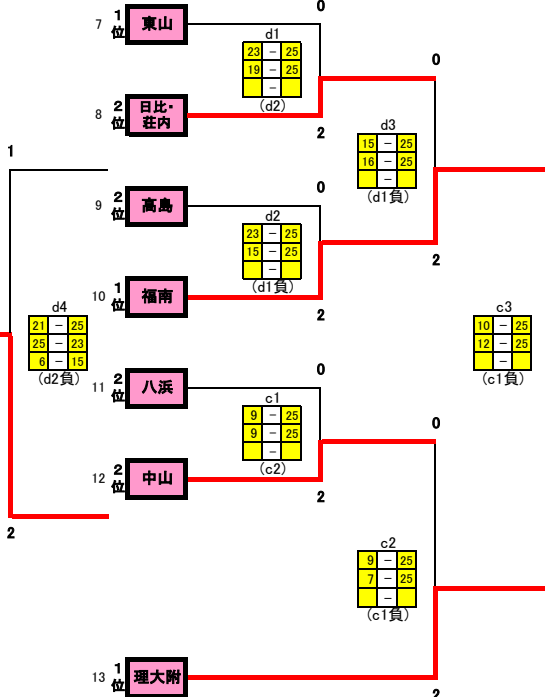 0
7 1位 東山
d1
23 - 25
19 - 25
-
(d2)
0
8 2位 日比・荘内
2
d3
15 - 25
16 - 25
-
(d1負)
1
0
9 2位 高島
d2
23 - 25
15 - 25
-
(d1負)
2
10 1位 福南
2
d4
21 - 25
25 - 23
6 - 15
(d2負)
c3
10 - 25
12 - 25
-
(c1負)
0
11 2位 八浜
c1
9 - 25
9 - 25
-
(c2)
0
12 2位 中山
2
2
c2
9 - 25
7 - 25
-
(c1負)
13 1位 理大附
2